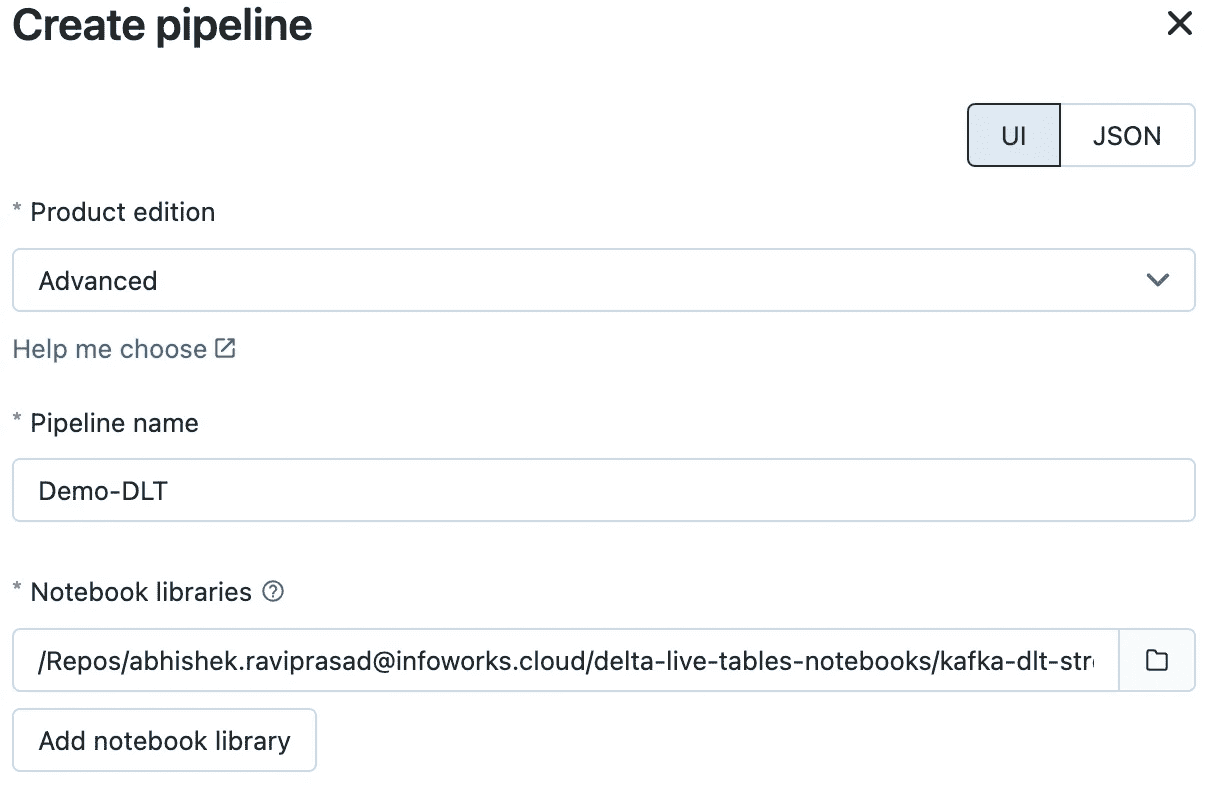 Create pipeline
UI JSON
* Product edition
Advanced
Help me choose
* Pipeline name
Demo-DLT
* Notebook libraries
/Repos/abhishek.raviprasad@infoworks.cloud/delta-live-tables-notebooks/kafka-dlt-str
Add notebook library